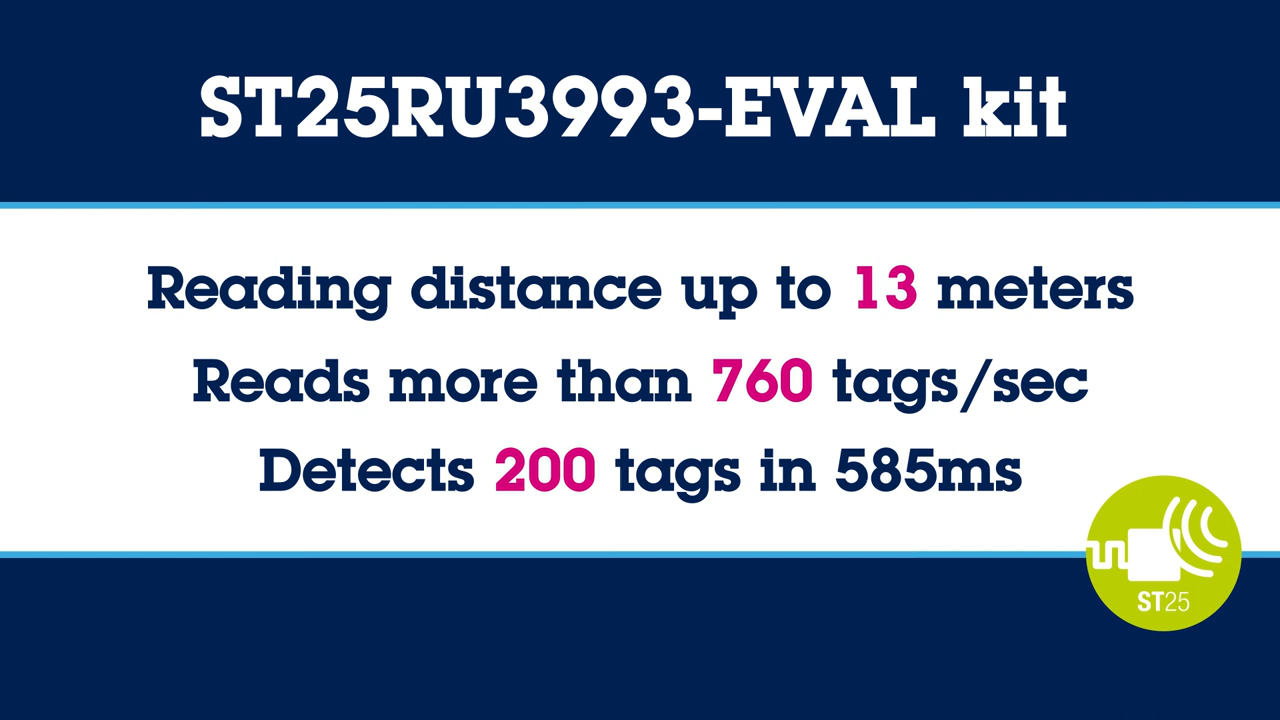 ST25RU3993-EVAL kit
Reading distance up to 13 meters
Reads more than 760 tags/sec
Detects 200 tags in 585ms
ST25